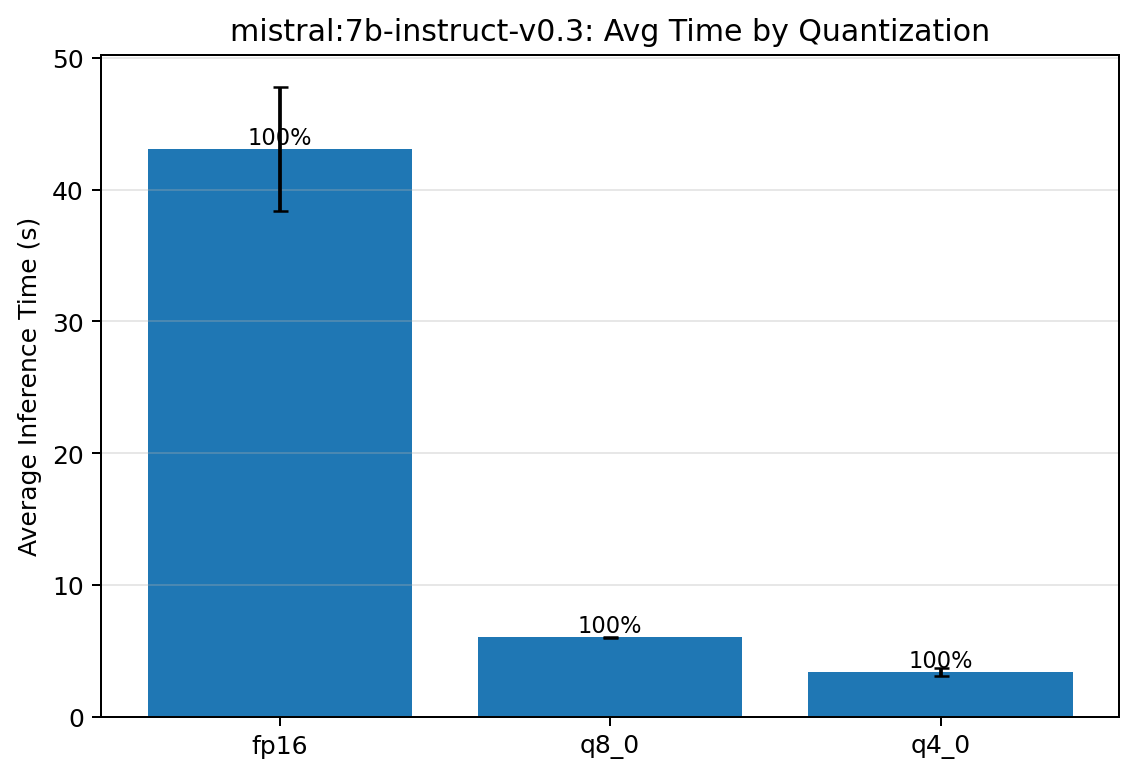 mistral:7b-instruct-v0.3: Avg Time by Quantization
Average Inference Time (s)
50
40
30
20
10
0
100%
100%
100%
fp16
q8_0
q4_0